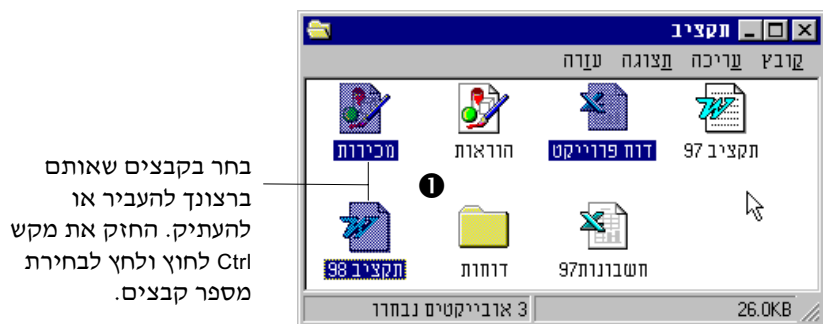 תקציב
קובץ עריכה תצוגה עזרה
תקציב 97
דוח פרוייקט
הוראות
מכירות
חשבונות97
דוחות
תקציב 98
3 אובייקטים נבחרו
26.0KB
❶
בחר בקבצים שאותם
ברצונך להעביר או
להעתיק. החזק את מקש
Ctrl לחוץ ולחץ לבחירת
מספר קבצים.